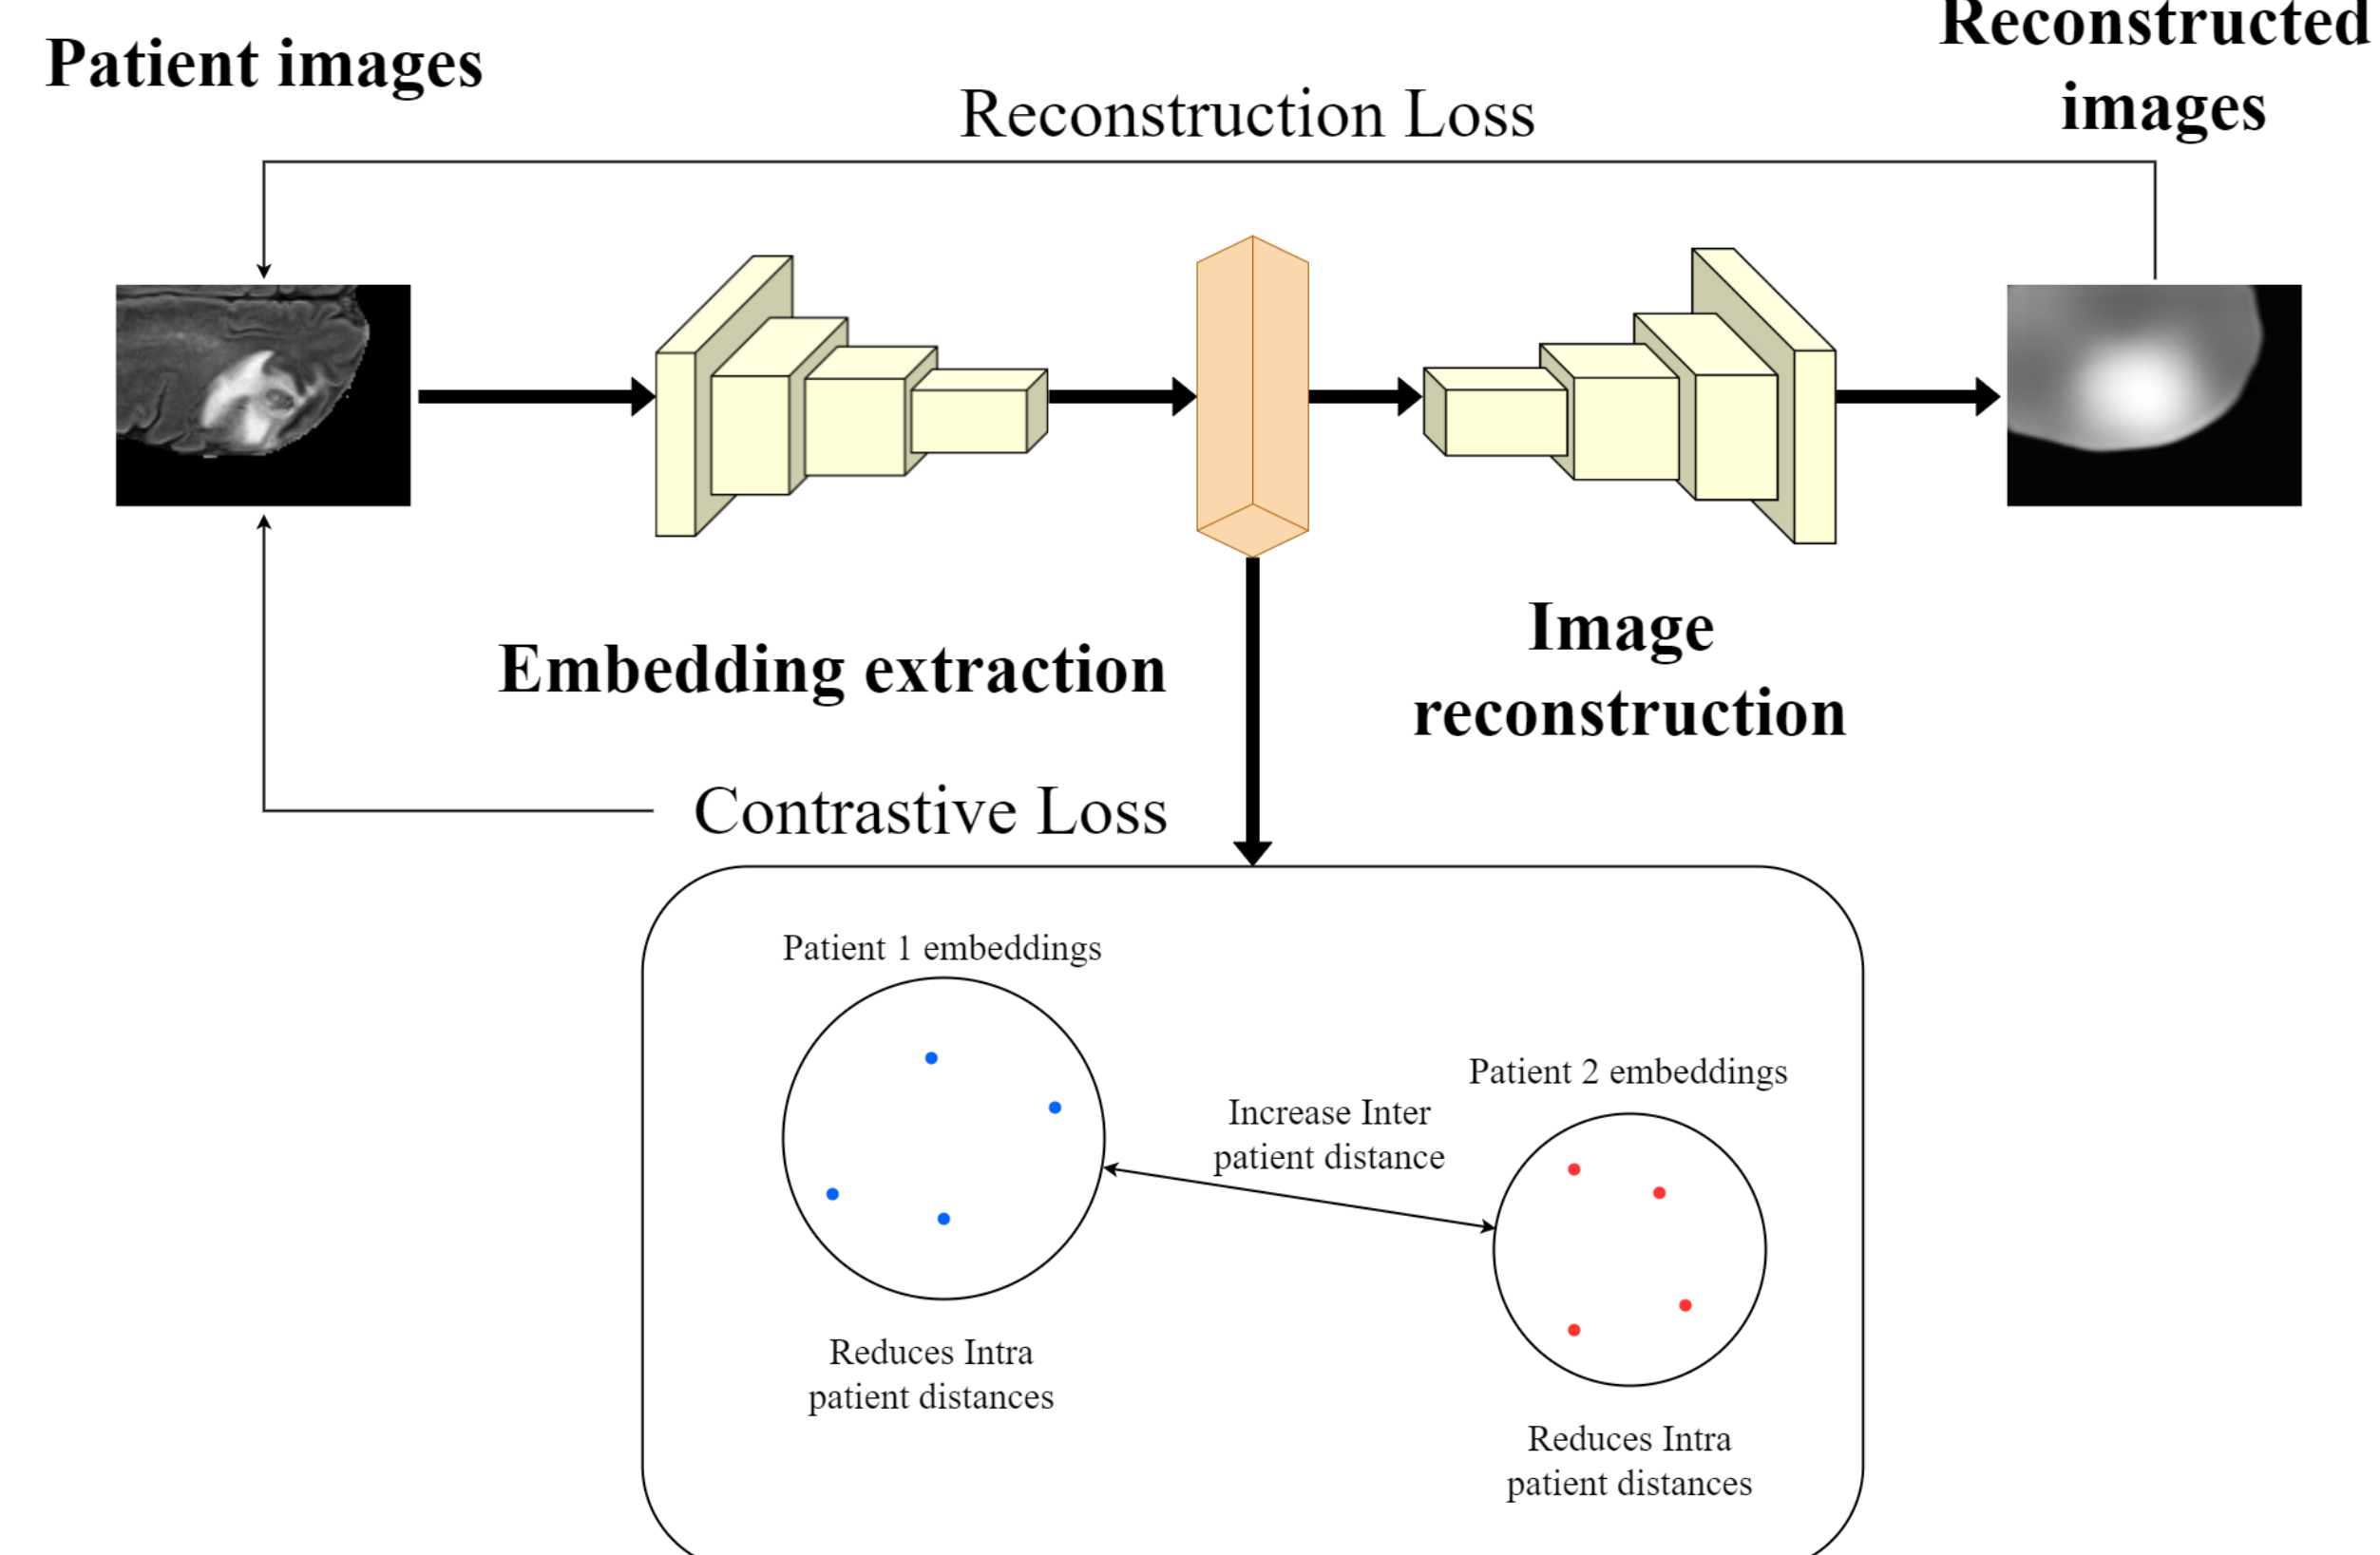 Patient images
Reconstructed
images
Reconstruction Loss
Embedding extraction
Image
reconstruction
Contrastive Loss
Patient 1 embeddings
Patient 2 embeddings
Increase Inter
patient distance
Reduces Intra
patient distances
Reduces Intra
patient distances